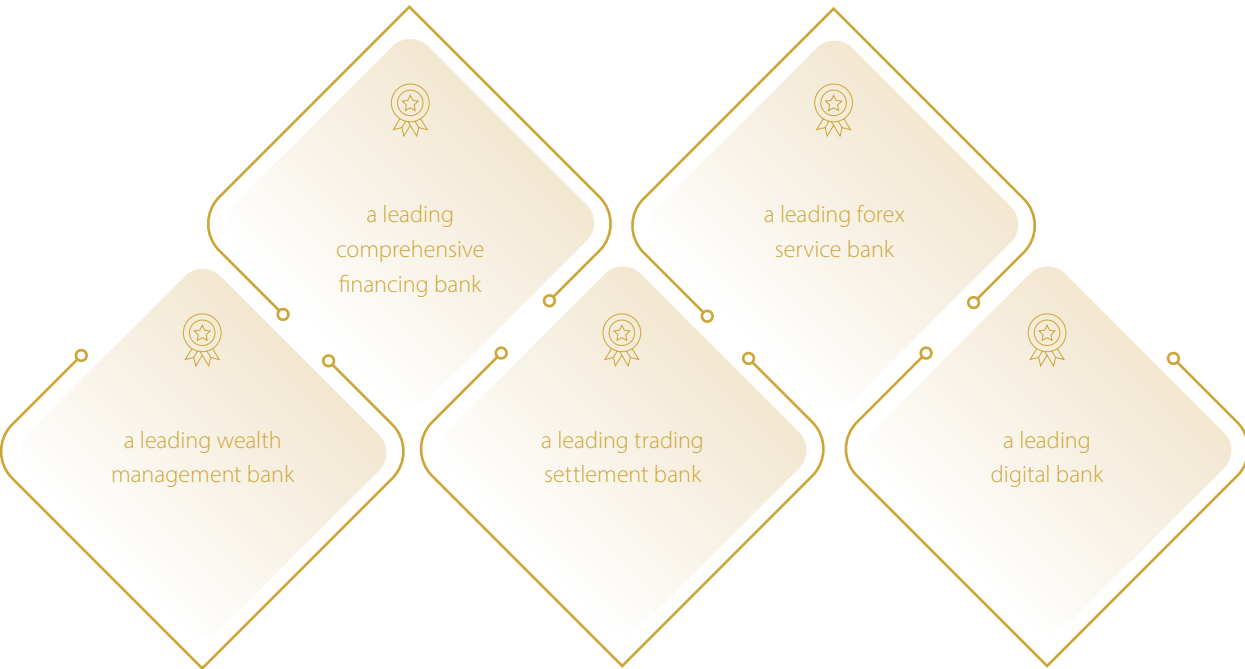 a leading
comprehensive
financing bank
a leading forex
service bank
a leading wealth
management bank
a leading trading
settlement bank
a leading
digital bank